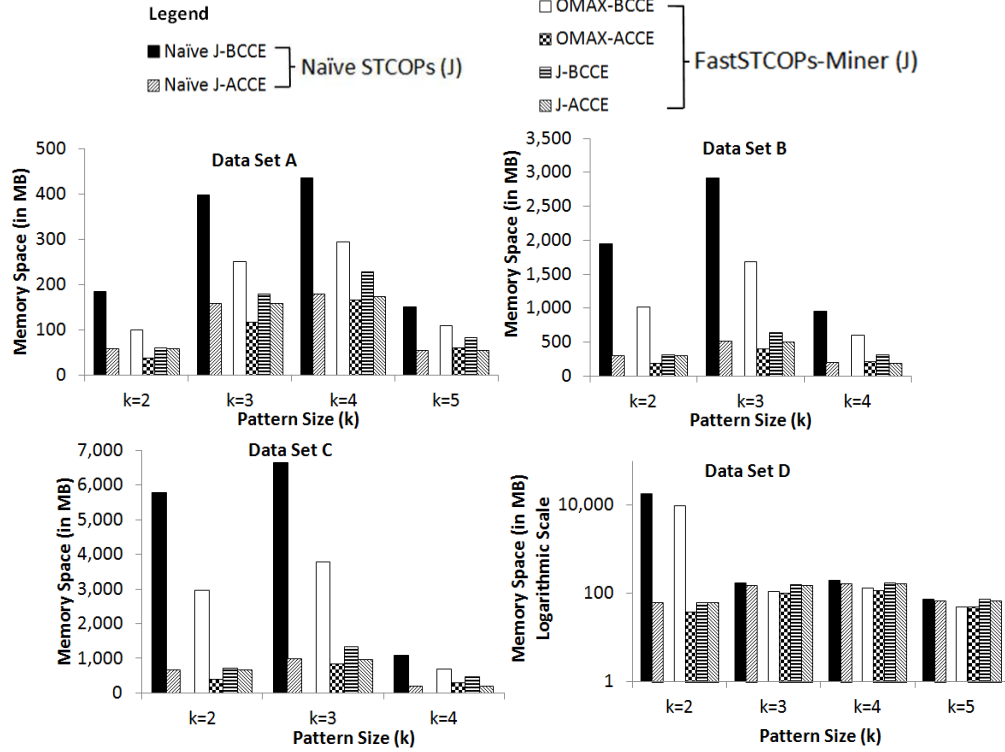 Legend
Naïve J-BCCE
Naïve J-ACCE
Naïve STCOPs (J)
OMAX-BCCE
OMAX-ACCE
J-BCCE
J-ACCE
FastSTCOPs-Miner (J)
Data Set A
Memory Space (in MB)
500
400
300
200
100
0
k=2 k=3 k=4 k=5
Pattern Size (k)
Data Set B
Memory Space (in MB)
3,500
3,000
2,500
2,000
1,500
1,000
500
0
k=2 k=3 k=4
Pattern Size (k)
Data Set C
Memory Space (in MB)
7,000
6,000
5,000
4,000
3,000
2,000
1,000
0
k=2 k=3 k=4
Pattern Size (k)
Data Set D
Memory Space (in MB)
Logarithmic Scale
10,000
100
1
k=2 k=3 k=4 k=5
Pattern Size (k)